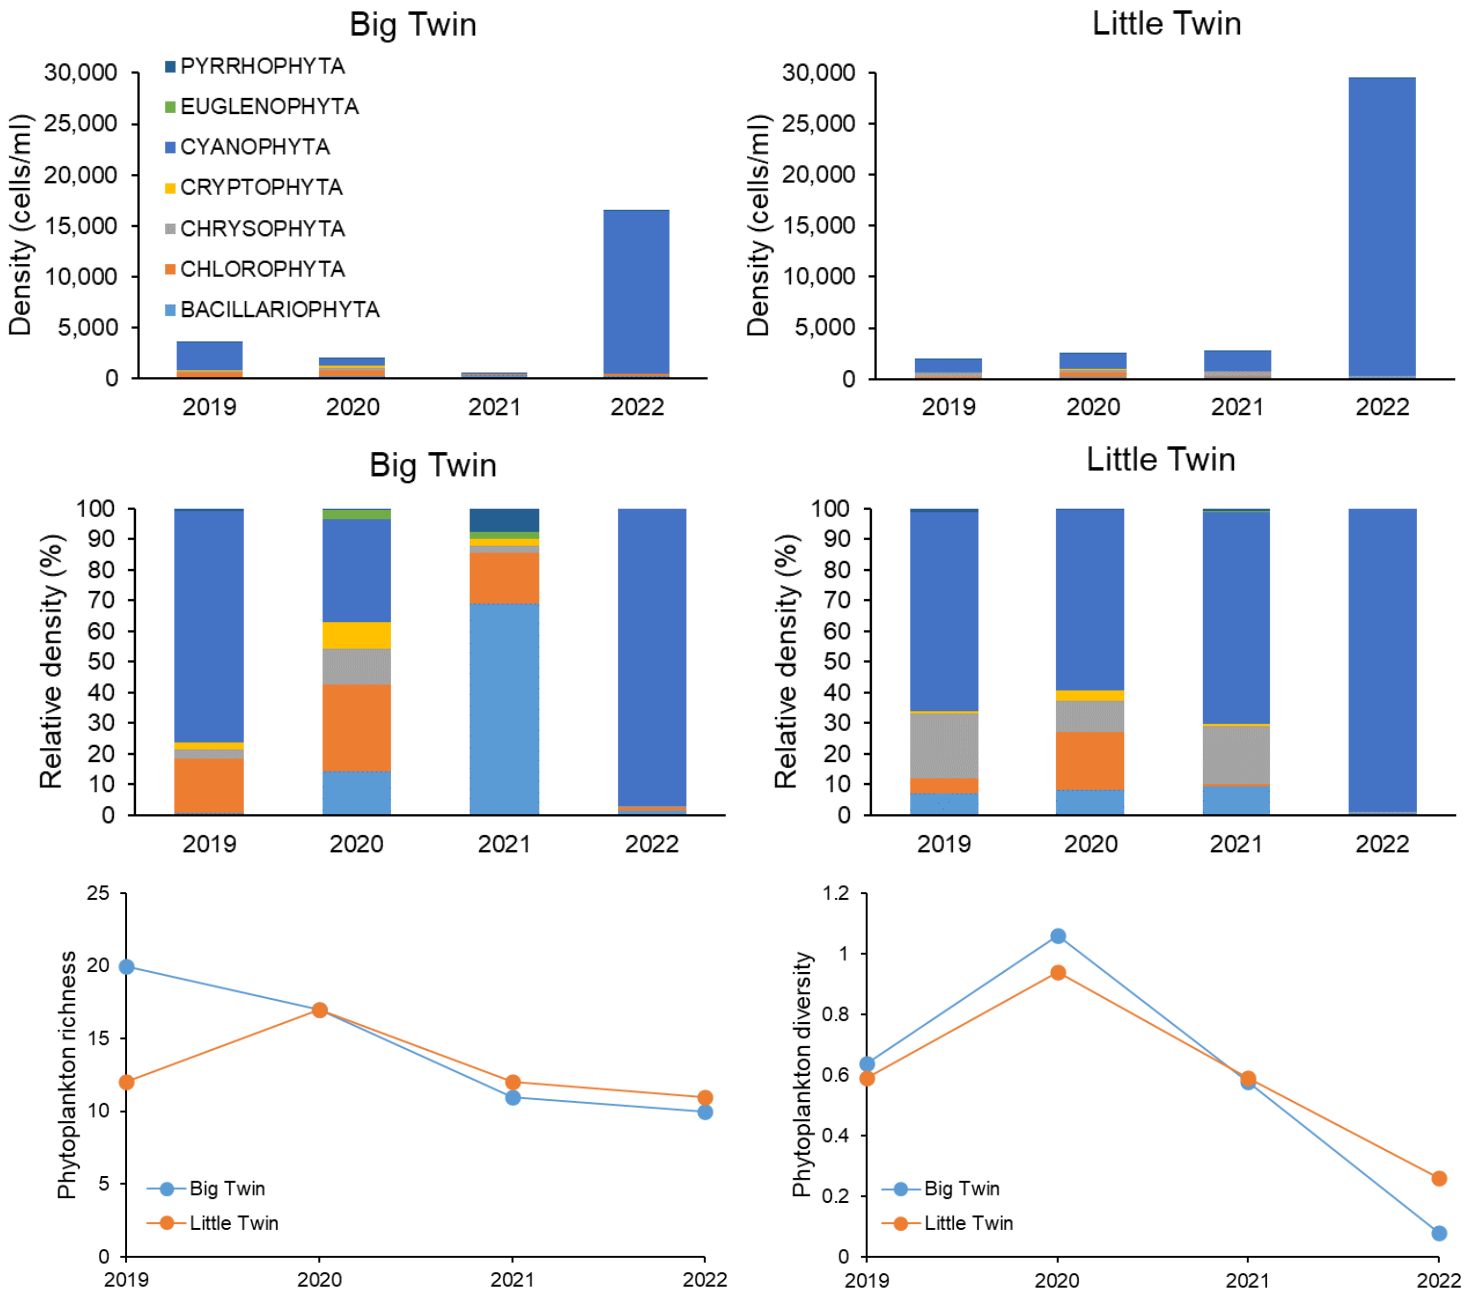 Big Twin
Little Twin
Density (cells/ml)
30,000
25,000
20,000
15,000
10,000
5,000
0
PYRRHOPHYTA
EUGLENOPHYTA
CYANOPHYTA
CRYPTOPHYTA
CHRYSOPHYTA
CHLOROPHYTA
BACILLARIOPHYTA
2019 2020 2021 2022
Density (cells/ml)
30,000
25,000
20,000
15,000
10,000
5,000
0
2019 2020 2021 2022
Big Twin
Little Twin
Relative density (%)
100
90
80
70
60
50
40
30
20
10
0
2019 2020 2021 2022
Relative density (%)
100
90
80
70
60
50
40
30
20
10
0
2019 2020 2021 2022
Phytoplankton richness
25
20
15
10
5
0
Big Twin
Little Twin
2019 2020 2021 2022
Phytoplankton diversity
1.2
1
0.8
0.6
0.4
0.2
0
Big Twin
Little Twin
2019 2020 2021 2022